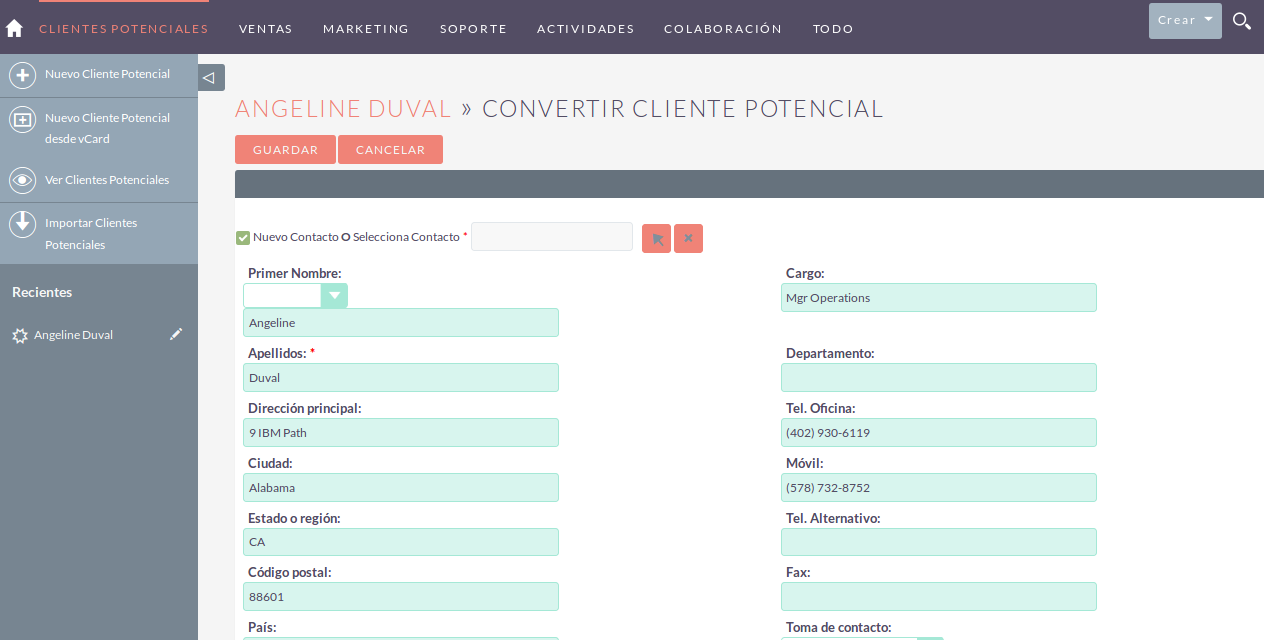 CLIENTES POTENCIALES VENTAS MARKETING SOPORTE ACTIVIDADES COLABORACIÓN TODO Crear
Nuevo Cliente Potencial
Nuevo Cliente Potencial
desde vCard
Ver Clientes Potenciales
Importar Clientes
Potenciales
Recientes
Angeline Duval
ANGELINE DUVAL » CONVERTIR CLIENTE POTENCIAL
GUARDAR CANCELAR
Nuevo Contacto O Selecciona Contacto *
Primer Nombre: Cargo:
Mgr Operations
Angeline
Apellidos: * Departamento:
Duval
Dirección principal: Tel. Oficina:
9 IBM Path (402) 930-6119
Ciudad: Móvil:
Alabama (578) 732-8752
Estado o región: Tel. Alternativo:
CA
Código postal: Fax:
88601
País: Toma de contacto: